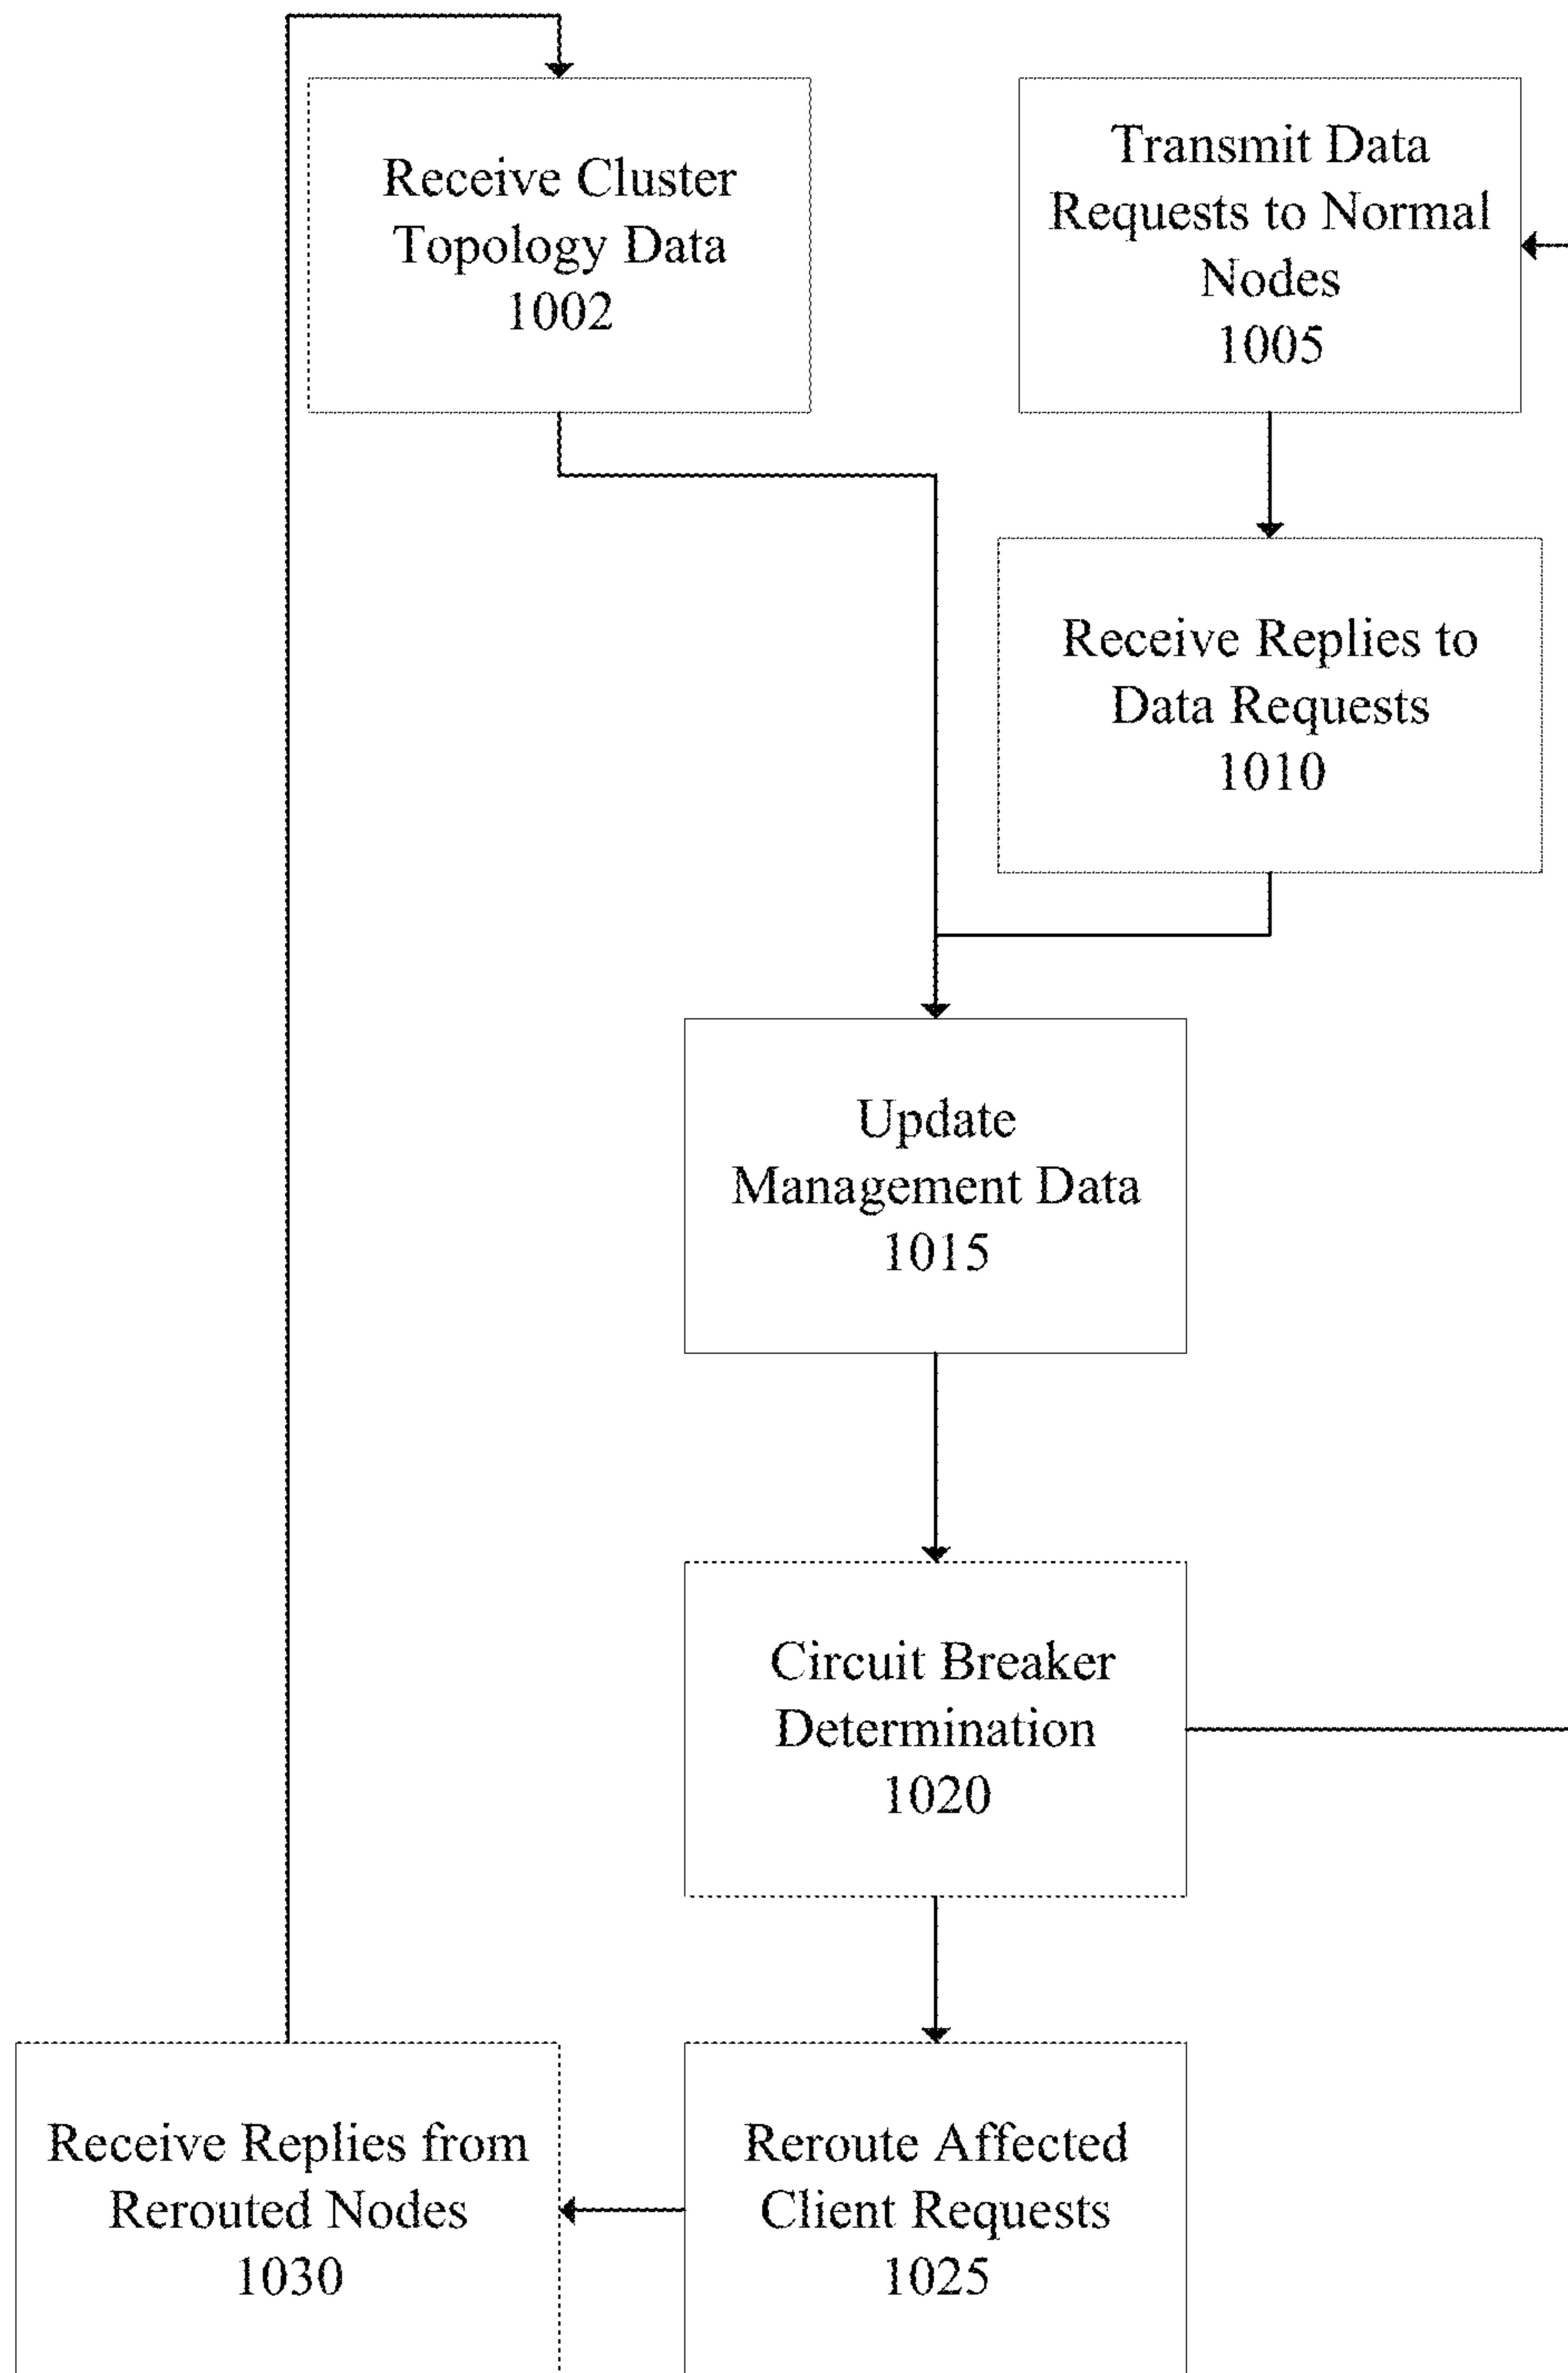 Receive Cluster
Topology Data
1002
Transmit Data
Requests to Normal
Nodes
1005
Receive Replies to
Data Requests
1010
Update
Management Data
1015
Circuit Breaker
Determination
1020
Receive Replies from
Rerouted Nodes
1030
Reroute Affected
Client Requests
1025